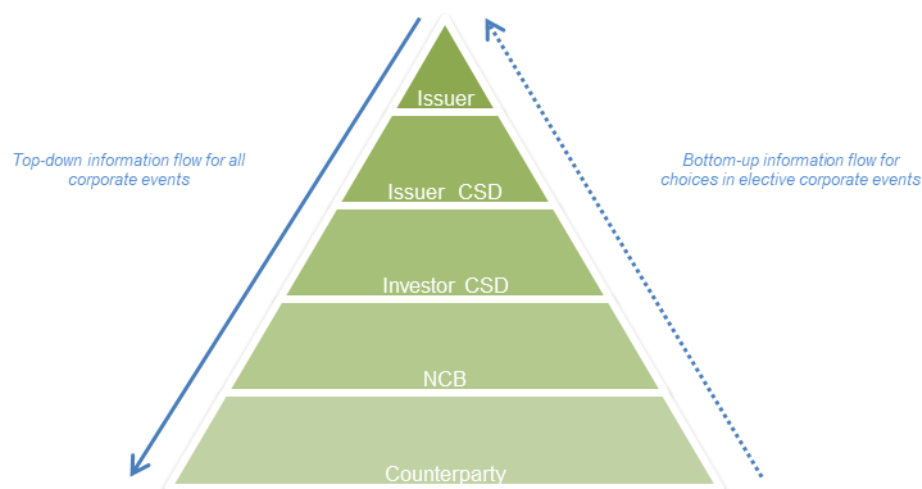 Issuer
Top-down information flow for all
corporate events
Bottom-up information flow for
choices in elective corporate events
Issuer CSD
Investor CSD
NCB
Counterparty